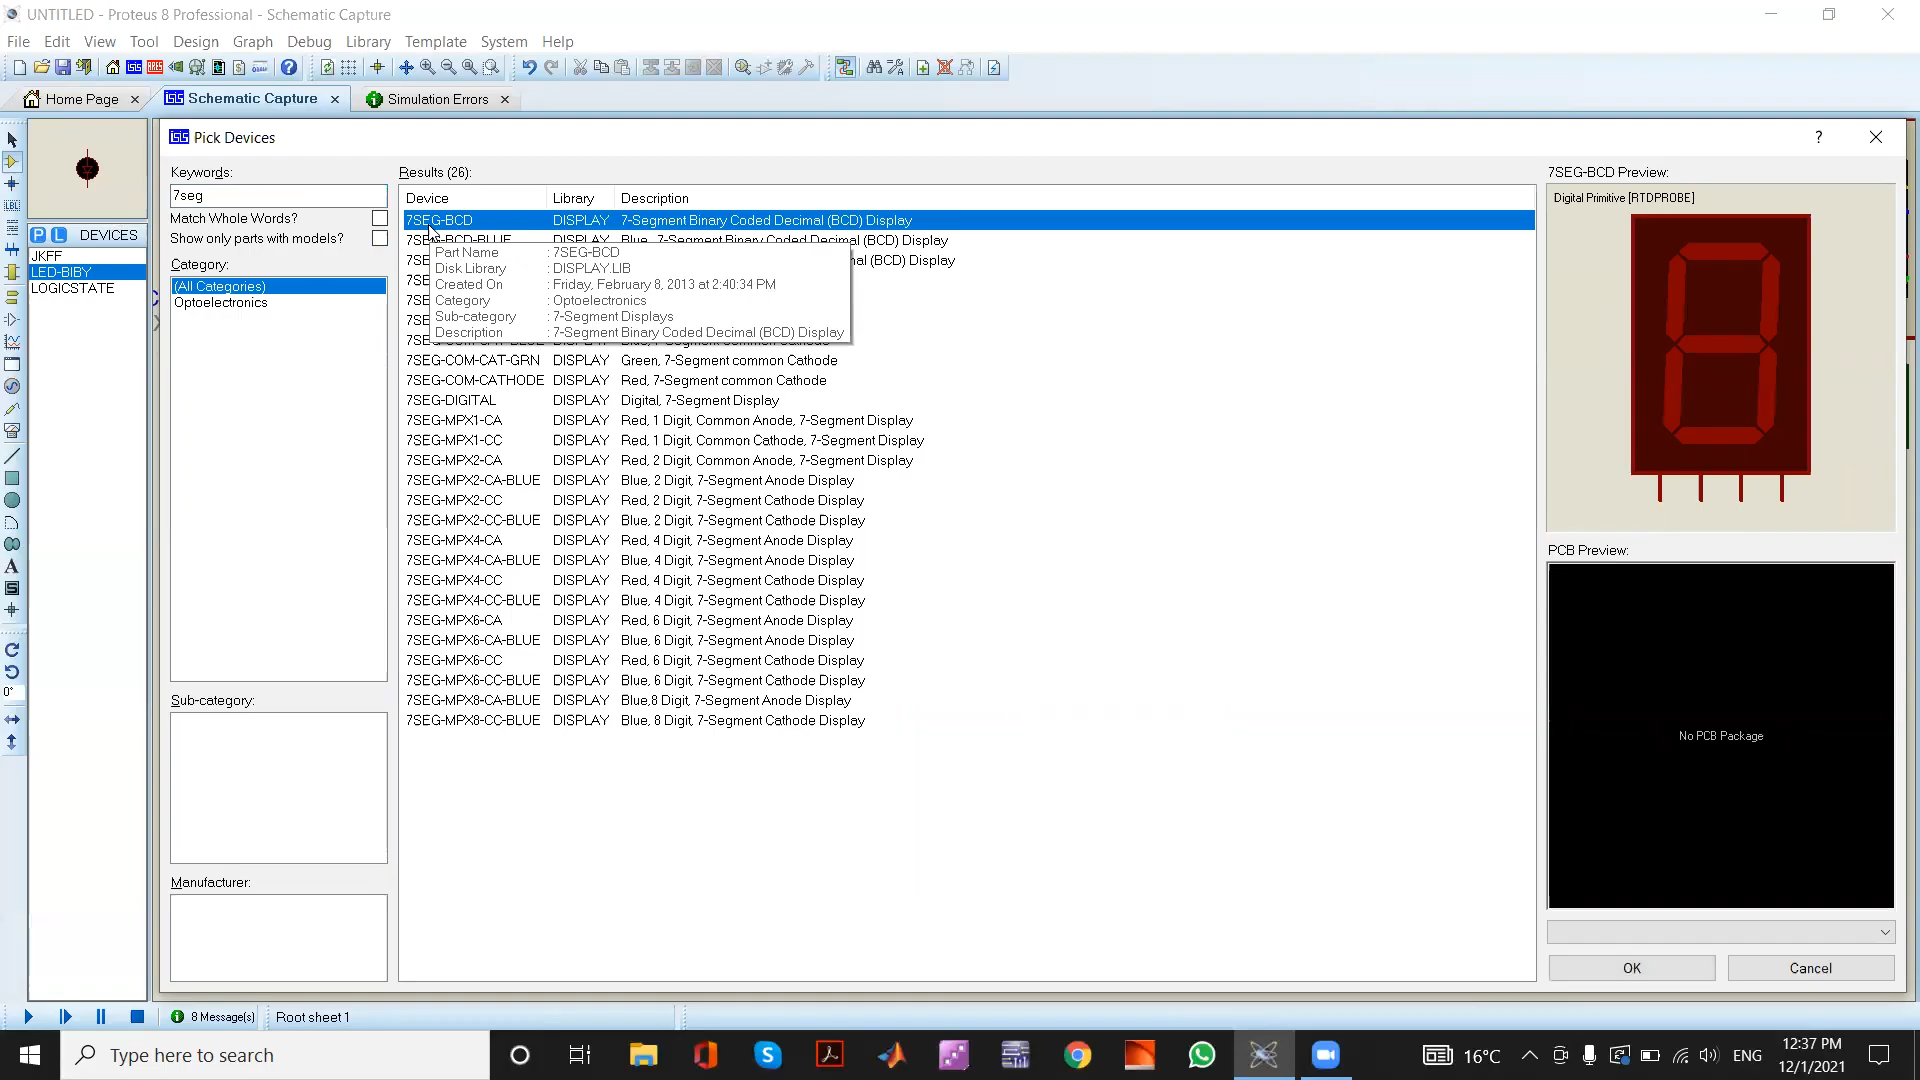 UNTITLED - Proteus 8 Professional - Schematic Capture
File Edit View Tool Design Graph Debug Library Template System Help
Home Page
Schematic Capture
Simulation Errors
Pick Devices
Keywords:
7seg
Match Whole Words?
Show only parts with models?
Category:
(All Categories)
Optoelectronics
Sub-category:
Manufacturer:
P L DEVICES
JKFF
LED-BIBY
LOGICSTATE
LBL
A
S
0°
Results (26):
Device Library Description
7SEG-BCD DISPLAY 7-Segment Binary Coded Decimal (BCD) Display
7SEG-BCD-BLUE DISPLAY Blue, 7-Segment Binary Coded Decimal (BCD) Display
Part Name : 7SEG-BCD
Disk Library : DISPLAY.LIB
Created On : Friday, February 8, 2013 at 2:40:34 PM
Category : Optoelectronics
Sub-category : 7-Segment Displays
Description : 7-Segment Binary Coded Decimal (BCD) Display
7SEG-COM-CAT-GRN DISPLAY Green, 7-Segment common Cathode
7SEG-COM-CATHODE DISPLAY Red, 7-Segment common Cathode
7SEG-DIGITAL DISPLAY Digital, 7-Segment Display
7SEG-MPX1-CA DISPLAY Red, 1 Digit, Common Anode, 7-Segment Display
7SEG-MPX1-CC DISPLAY Red, 1 Digit, Common Cathode, 7-Segment Display
7SEG-MPX2-CA DISPLAY Red, 2 Digit, Common Anode, 7-Segment Display
7SEG-MPX2-CA-BLUE DISPLAY Blue, 2 Digit, 7-Segment Anode Display
7SEG-MPX2-CC DISPLAY Red, 2 Digit, 7-Segment Cathode Display
7SEG-MPX2-CC-BLUE DISPLAY Blue, 2 Digit, 7-Segment Cathode Display
7SEG-MPX4-CA DISPLAY Red, 4 Digit, 7-Segment Anode Display
7SEG-MPX4-CA-BLUE DISPLAY Blue, 4 Digit, 7-Segment Anode Display
7SEG-MPX4-CC DISPLAY Red, 4 Digit, 7-Segment Cathode Display
7SEG-MPX4-CC-BLUE DISPLAY Blue, 4 Digit, 7-Segment Cathode Display
7SEG-MPX6-CA DISPLAY Red, 6 Digit, 7-Segment Anode Display
7SEG-MPX6-CA-BLUE DISPLAY Blue, 6 Digit, 7-Segment Anode Display
7SEG-MPX6-CC DISPLAY Red, 6 Digit, 7-Segment Cathode Display
7SEG-MPX6-CC-BLUE DISPLAY Blue, 6 Digit, 7-Segment Cathode Display
7SEG-MPX8-CA-BLUE DISPLAY Blue,8 Digit, 7-Segment Anode Display
7SEG-MPX8-CC-BLUE DISPLAY Blue, 8 Digit, 7-Segment Cathode Display
7SEG-BCD Preview:
Digital Primitive [RTDPROBE]
PCB Preview:
No PCB Package
OK
Cancel
8 Message(s)
Root sheet 1
Type here to search
16°C
ENG
12:37 PM
12/1/2021